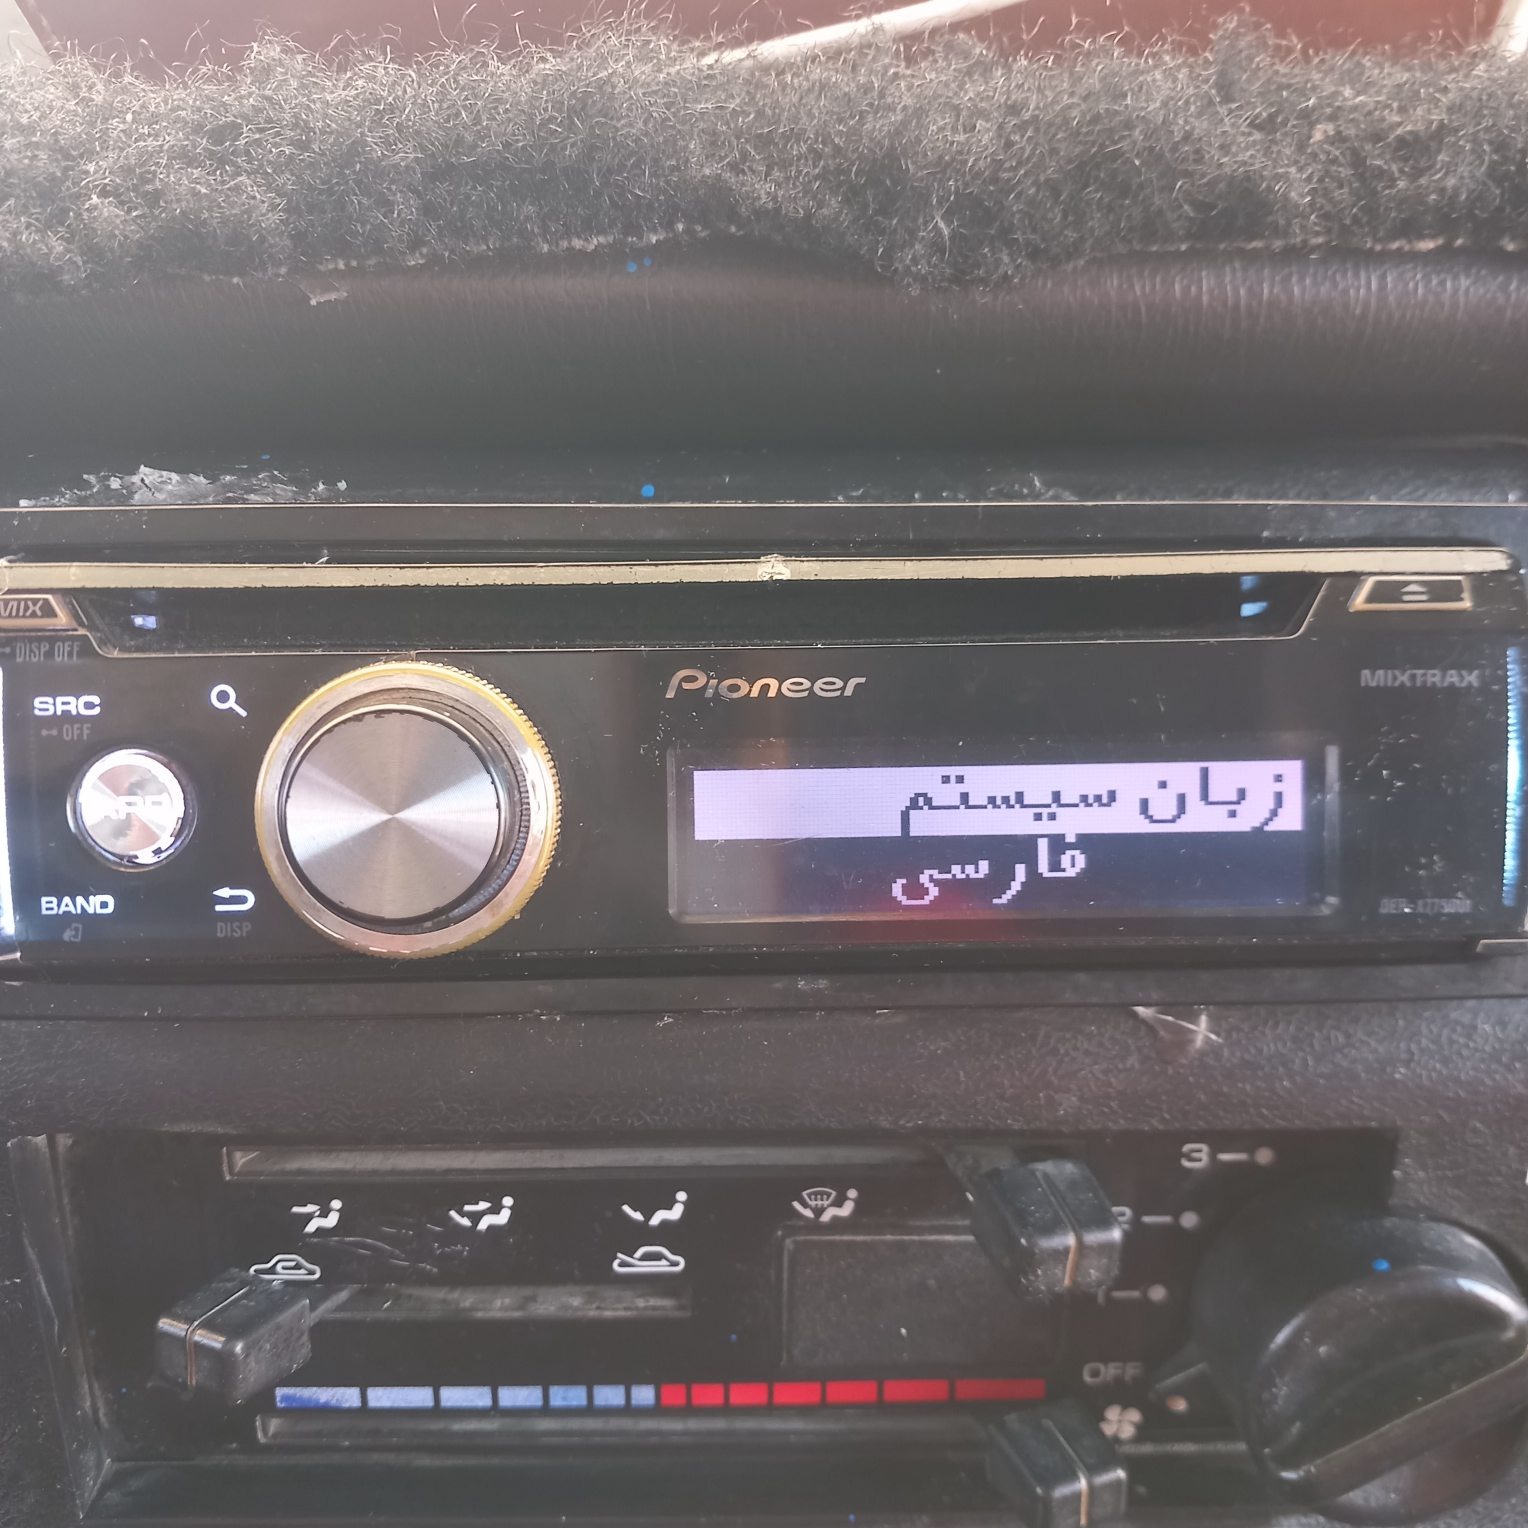 MIX
DISP OFF
SRC
OFF
Pioneer
MIXTRAX
زبان سیستم
فارسی
BAND
DISP
3
2
1
OFF